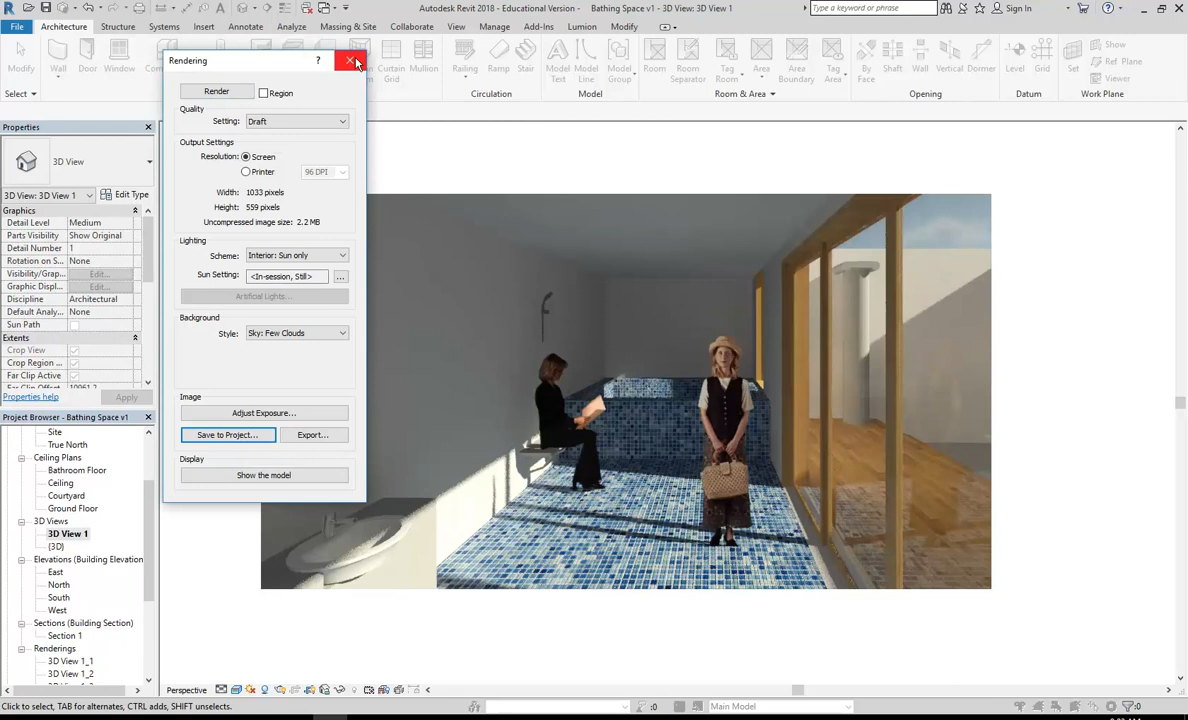 Autodesk Revit 2018 - Educational Version - Bathing Space v1 - 3D View: 3D View 1
Type a keyword or phrase
Sign In
File Architecture Structure Systems Insert Annotate Analyze Massing & Site Collaborate View Manage Add-Ins Lumion Modify
Modify Wall Door Window Curtain Grid Mullion Railing Ramp Stair Model Text Model Line Model Group Room Room Separator Tag Room Area Area Boundary Tag Area By Face Shaft Wall Vertical Dormer Level Grid Set Show Ref Plane Viewer
Select Circulation Model Room & Area Opening Datum Work Plane
Rendering ?
Render Region
Quality
Setting: Draft
Output Settings
Resolution: Screen
Printer 96 DPI
Width: 1033 pixels
Height: 559 pixels
Uncompressed image size: 2.2 MB
Lighting
Scheme: Interior: Sun only
Sun Setting: <In-session, Still> ...
Artificial Lights...
Background
Style: Sky: Few Clouds
Image
Adjust Exposure...
Save to Project... Export...
Display
Show the model
Properties
3D View
3D View: 3D View 1 Edit Type
Graphics
Detail Level Medium
Parts Visibility Show Original
Detail Number 1
Rotation on S... None
Visibility/Grap... Edit...
Graphic Displ... Edit...
Discipline Architectural
Default Analy... None
Sun Path
Extents
Crop View
Crop Region ...
Far Clip Active
Far Clip Offset 10061.2
Properties help Apply
Project Browser - Bathing Space v1
Site
True North
Ceiling Plans
Bathroom Floor
Ceiling
Courtyard
Ground Floor
3D Views
3D View 1
{3D}
Elevations (Building Elevation
East
North
South
West
Sections (Building Section)
Section 1
Renderings
3D View 1_1
3D View 1_2
Perspective
Click to select, TAB for alternates, CTRL adds, SHIFT unselects.
:0
Main Model
:0